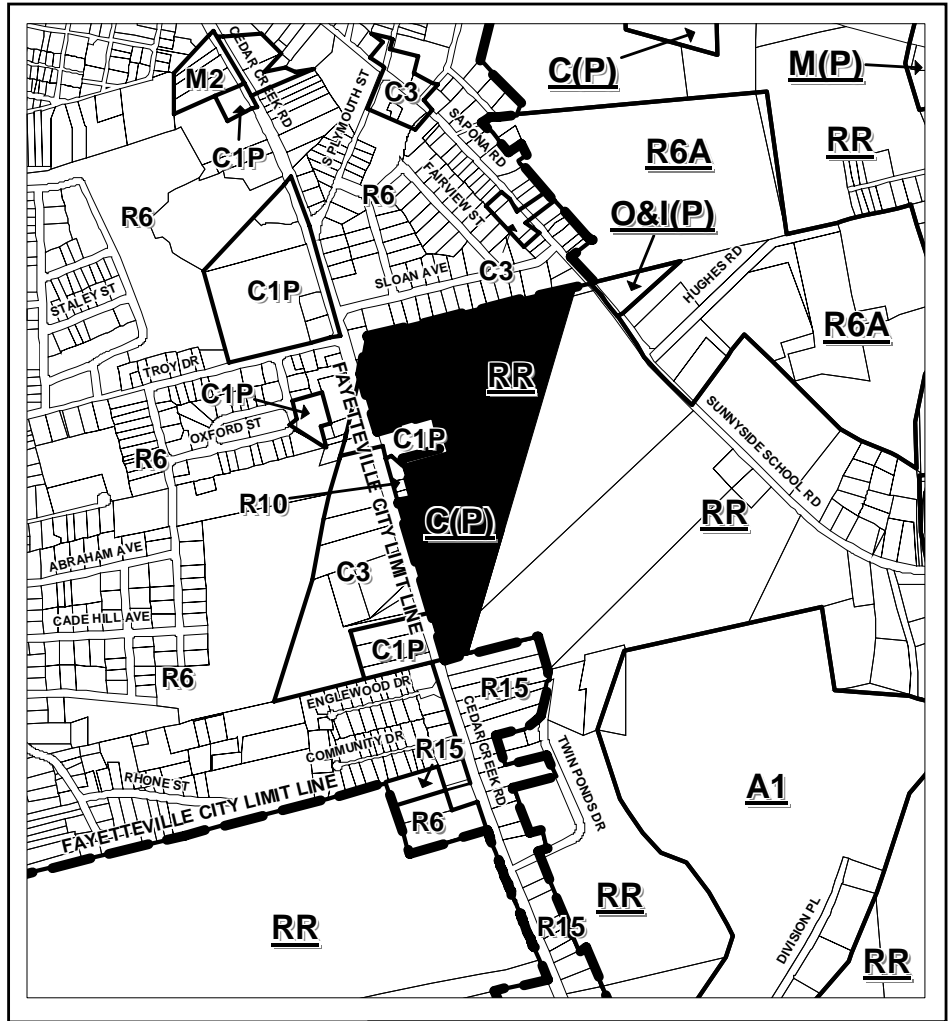 CEDAR CREEK RD
M2
C1P
S PLYMOUTH ST
C3
C(P)
M(P)
SAPONA RD
R6A
RR
R6
R6
FAIRVIEW ST
O&I(P)
HUGHES RD
C3
SLOAN AVE
STALEY ST
C1P
R6A
TROY DR
C1P
OXFORD ST
RR
FAYETTEVILLE CITY LIMIT LINE
C1P
SUNNYSIDE SCHOOL RD
R6
R10
C(P)
RR
ABRAHAM AVE
C3
CADE HILL AVE
C1P
R6
ENGLEWOOD DR
R15
CEDAR CREEK RD
COMMUNITY DR
R15
TWIN PONDS DR
RHONE ST
FAYETTEVILLE CITY LIMIT LINE
R6
A1
RR
RR
R15
DIVISION PL
RR